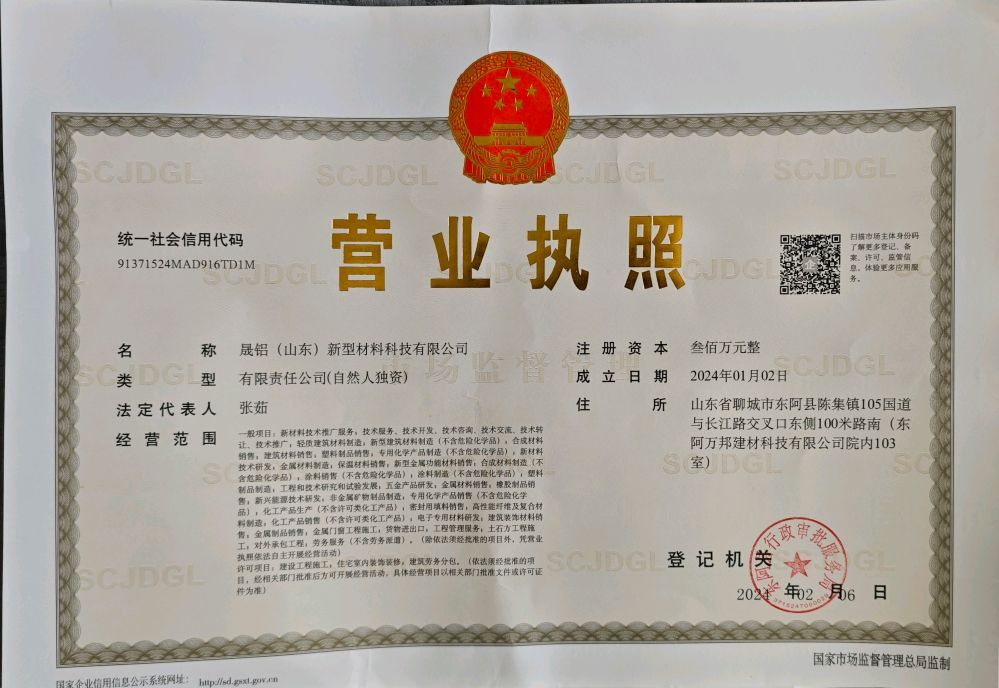 营业执照
统一社会信用代码
91371524MAD916TD1M
扫描市场主体身份码
了解更多登记、备
案、许可、监管信
息,体验更多应用服
务。
名 称 晟铝(山东)新型材料科技有限公司
类 型 有限责任公司(自然人独资)
法定代表人 张茹
经营范围 一般项目:新材料技术推广服务;技术服务、技术开发、技术咨询、技术交流、技术转
让、技术推广;轻质建筑材料制造;新型建筑材料制造(不含危险化学品);合成材料
销售;建筑材料销售;塑料制品销售;专用化学产品制造(不含危险化学品);新材料
技术研发;金属材料制造;保温材料销售;新型金属功能材料销售;合成材料制造(不
含危险化学品);涂料销售(不含危险化学品);涂料制造(不含危险化学品);塑料
制品制造;工程和技术研究和试验发展;五金产品研发;金属材料销售;橡胶制品销
售;新兴能源技术研发;非金属矿物制品制造;专用化学产品销售(不含危险化学
品);化工产品生产(不含许可类化工产品);密封用填料销售;高性能纤维及复合材
料制造;化工产品销售(不含许可类化工产品);电子专用材料研发;建筑装饰材料销
售;金属制品销售;金属门窗工程施工;货物进出口;工程管理服务;土石方工程施
工;对外承包工程;劳务服务(不含劳务派遣)。(除依法须经批准的项目外,凭营业
执照依法自主开展经营活动)
许可项目:建设工程施工;住宅室内装饰装修;建筑劳务分包。(依法须经批准的项
目,经相关部门批准后方可开展经营活动,具体经营项目以相关部门批准文件或许可证
件为准)
注册资本 叁佰万元整
成立日期 2024年01月02日
住 所 山东省聊城市东阿县陈集镇105国道
与长江路交叉口东侧100米路南(东
阿万邦建材科技有限公司院内103
室)
登记机关
行政审批服务局
2024年02月06日
国家企业信用信息公示系统网址: http://sd.gsxt.gov.cn
国家市场监督管理总局监制
SCJDGL
市场监督管理